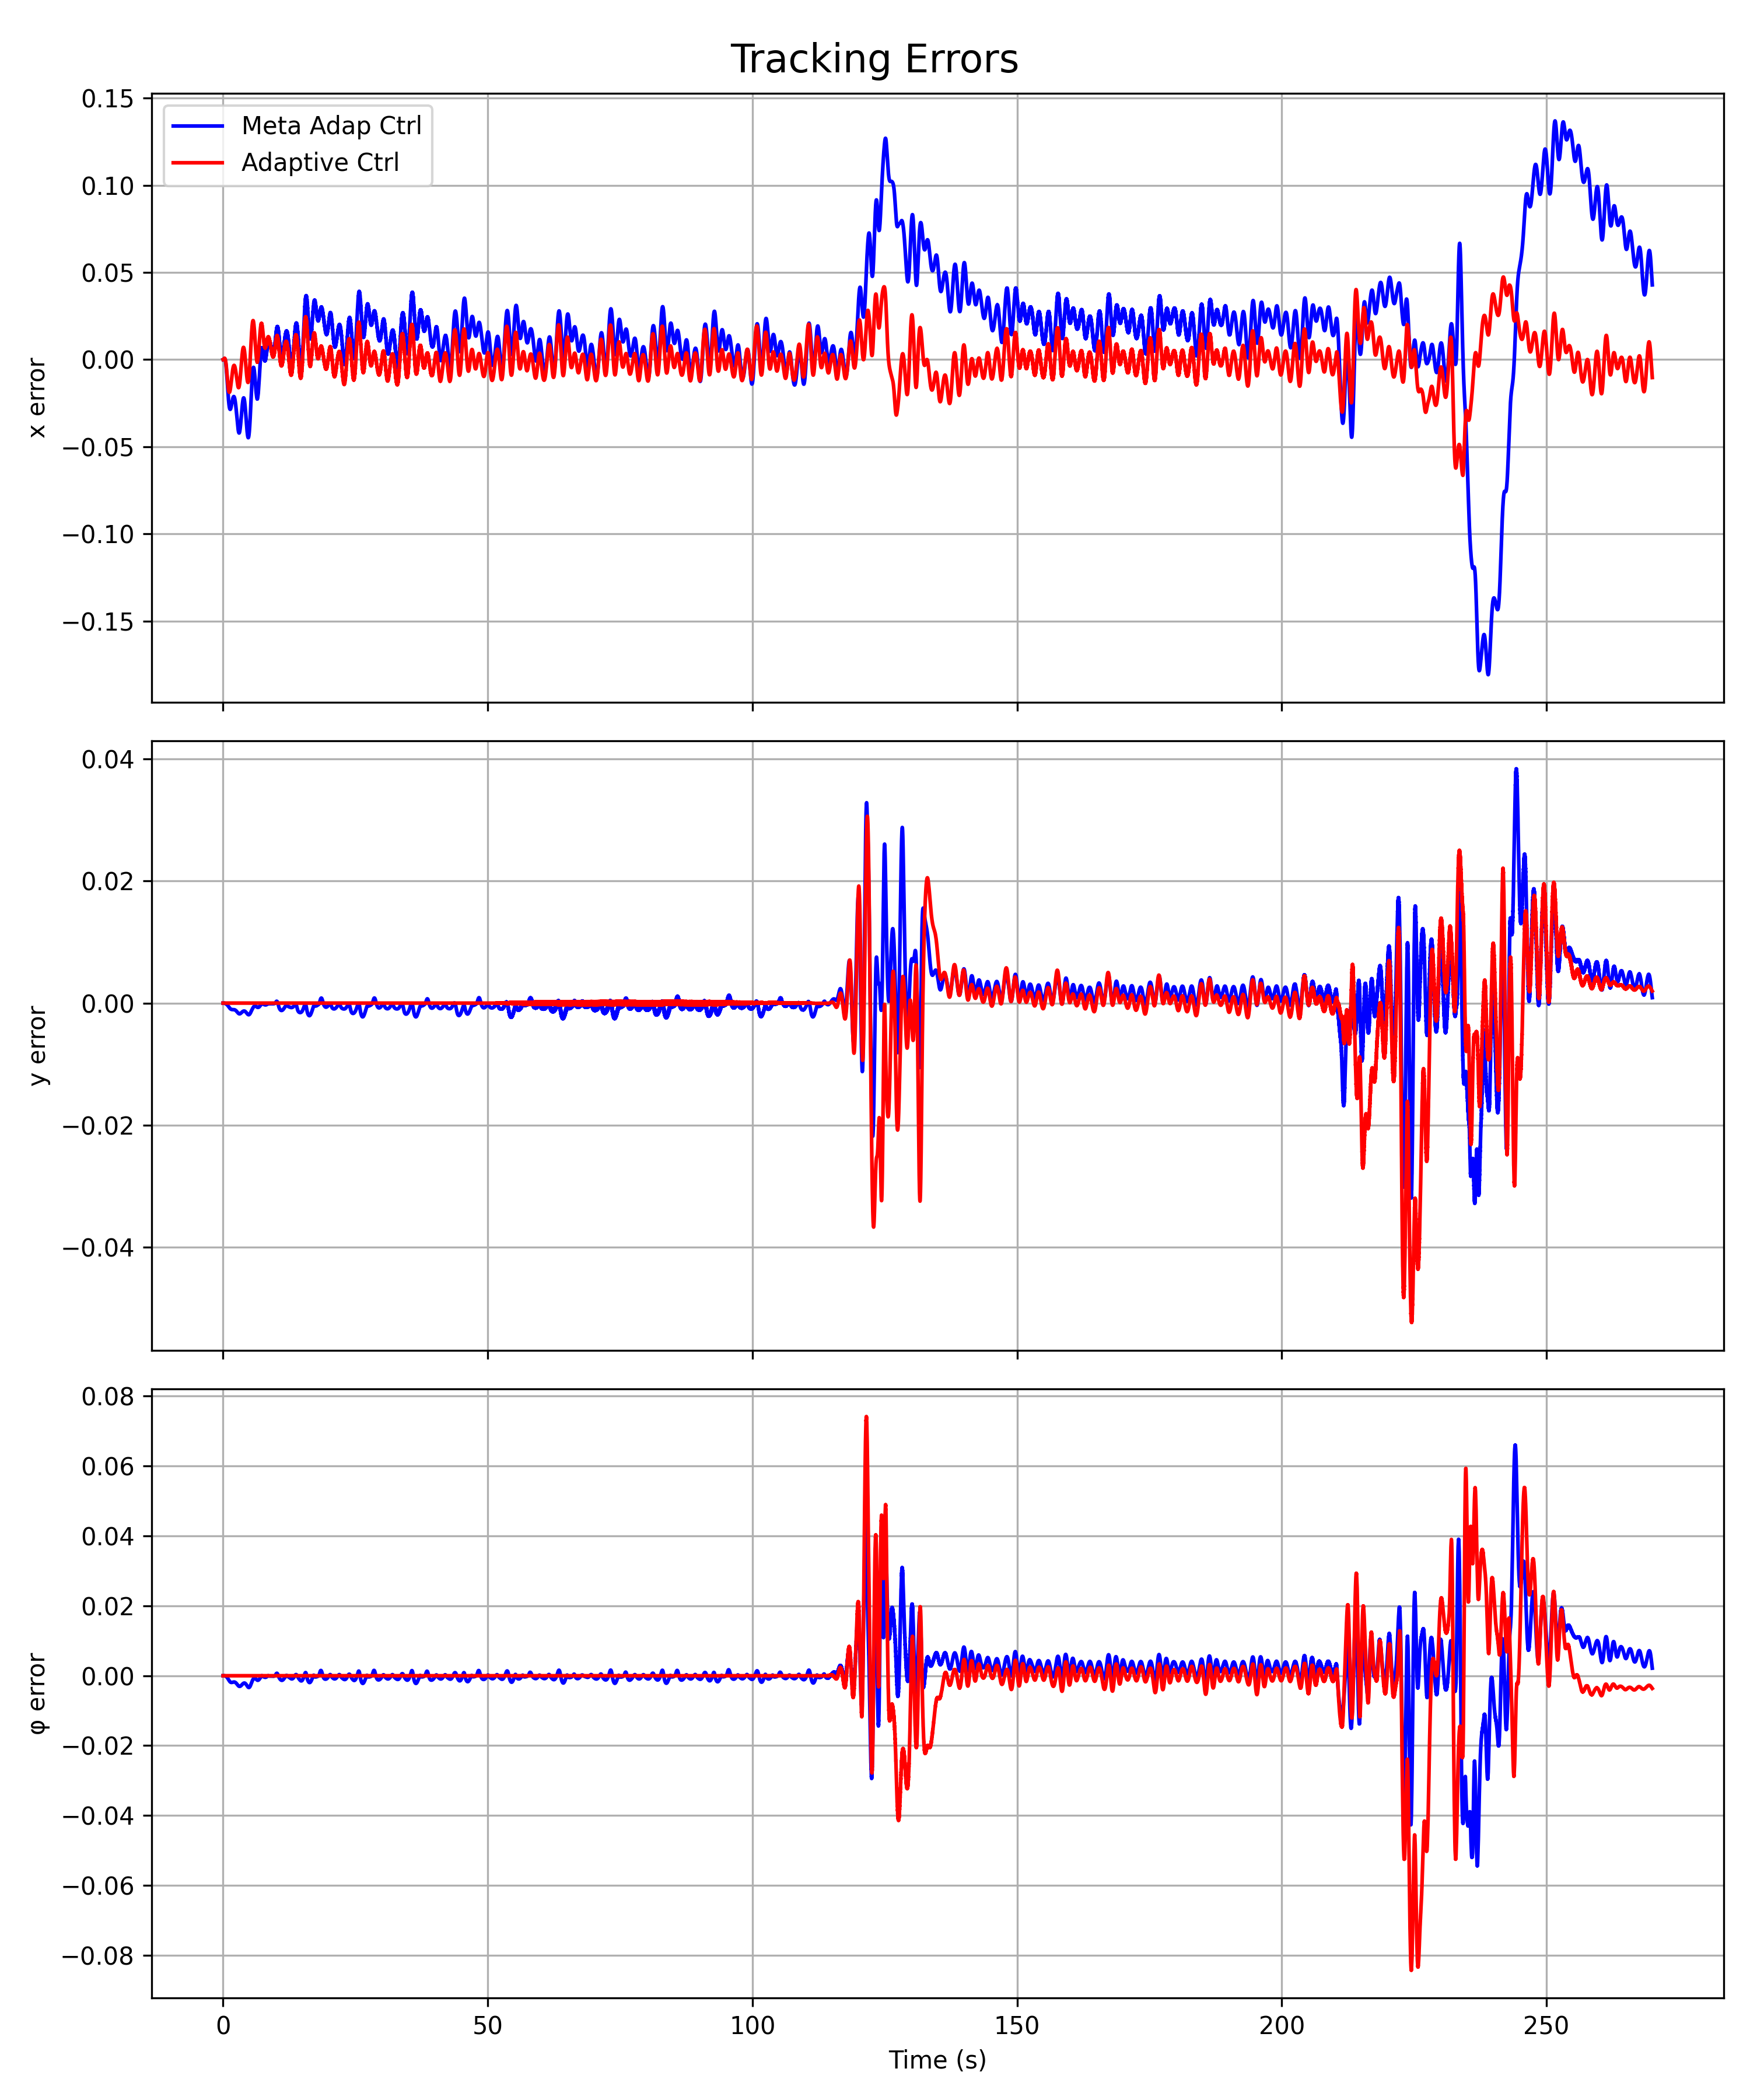 Tracking Errors
Meta Adap Ctrl
Adaptive Ctrl
0.15
0.10
0.05
0.00
−0.05
−0.10
−0.15
x error
0.04
0.02
0.00
−0.02
−0.04
y error
0.08
0.06
0.04
0.02
0.00
−0.02
−0.04
−0.06
−0.08
φ error
0 50 100 150 200 250
Time (s)